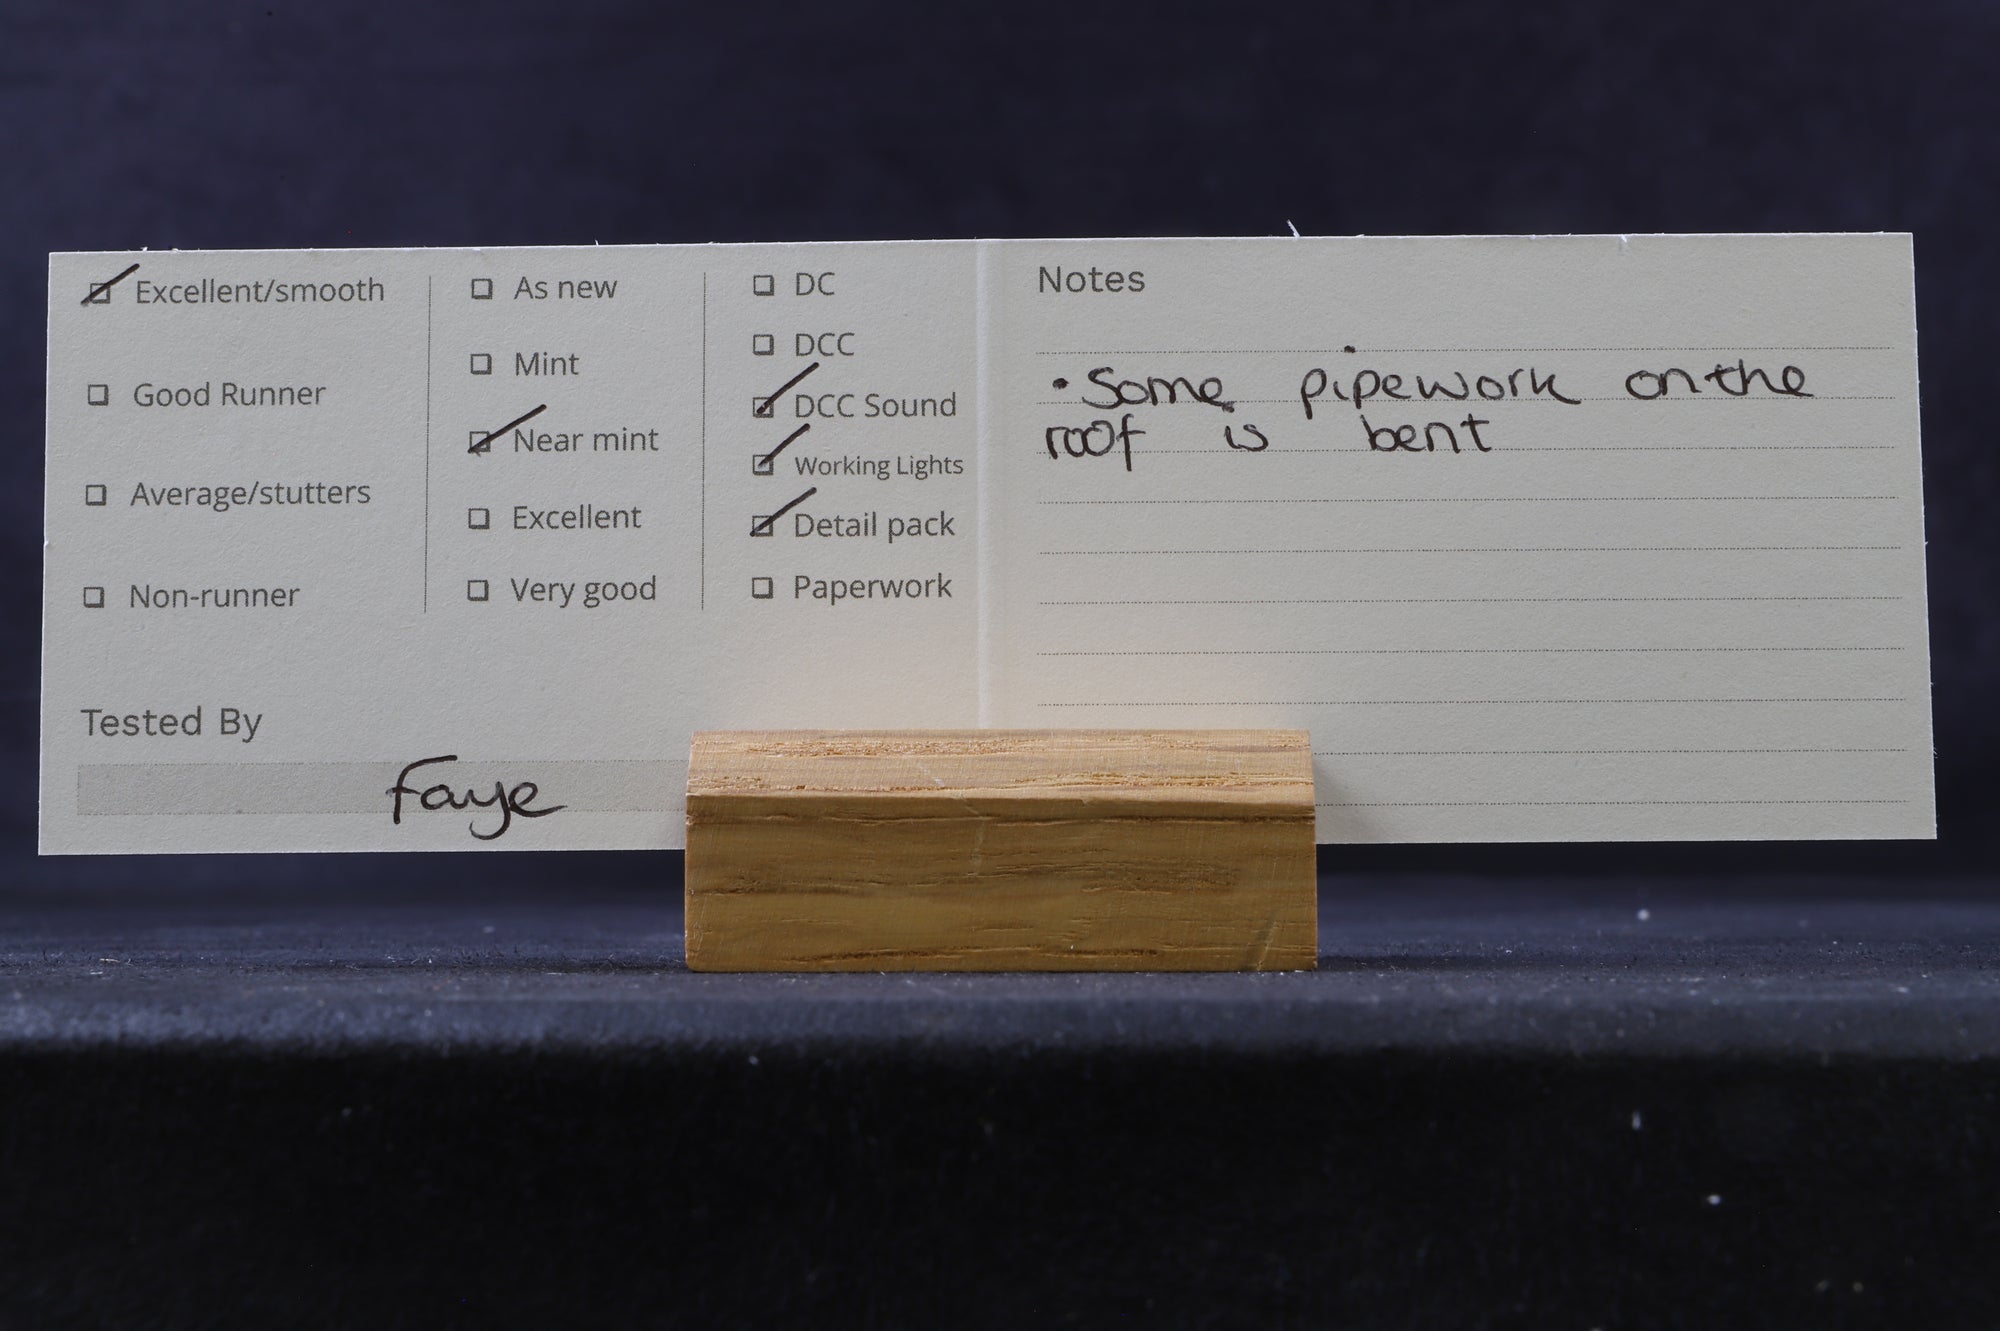 Excellent/smooth
Good Runner
Average/stutters
Non-runner
As new
Mint
Near mint
Excellent
Very good
DC
DCC
DCC Sound
Working Lights
Detail pack
Paperwork
Tested By
Faye
Notes
• Some pipework on the
roof is bent